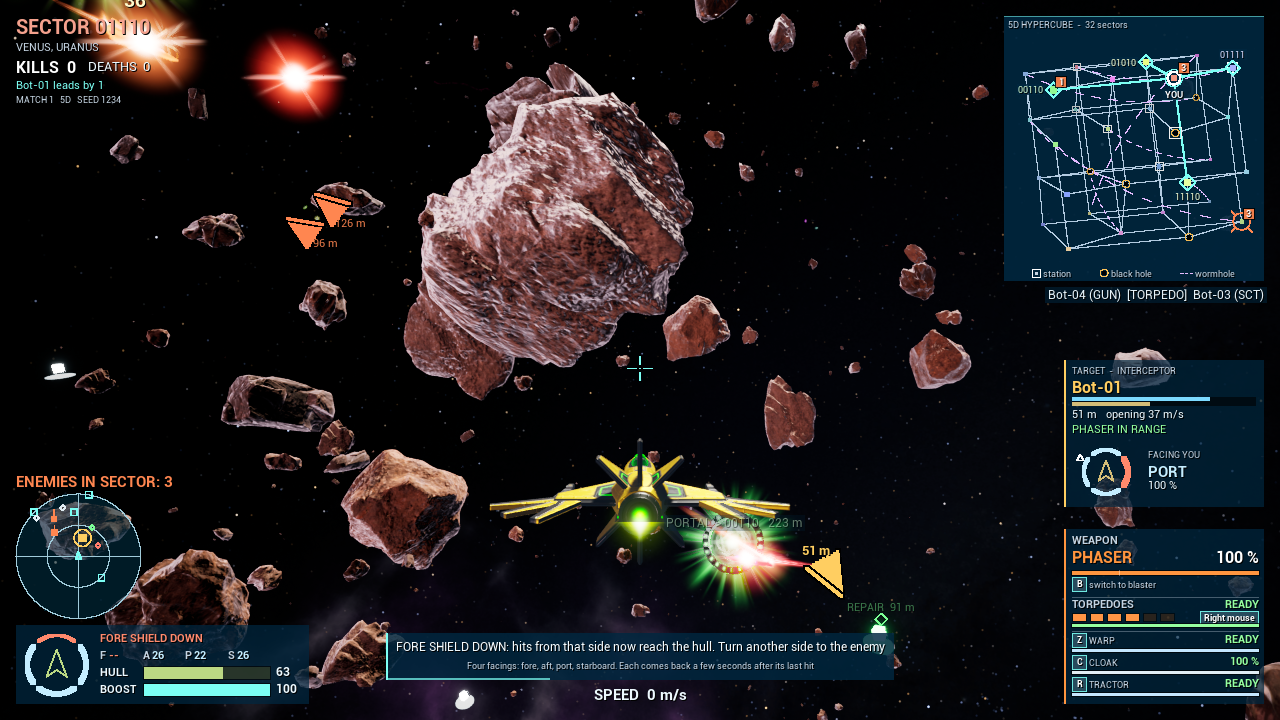 36
SECTOR 01110
VENUS, URANUS
KILLS 0 DEATHS 0
Bot-01 leads by 1
MATCH 1 5D SEED 1234
5D HYPERCUBE - 32 sectors
01010
3
01111
00110
1
YOU
11110
3
station black hole wormhole
Bot-04 (GUN) [TORPEDO] Bot-03 (SCT)
126 m
96 m
TARGET - INTERCEPTOR
Bot-01
51 m opening 37 m/s
PHASER IN RANGE
FACING YOU
PORT
100 %
ENEMIES IN SECTOR: 3
PORTAL - 00110 223 m
51 m
REPAIR 91 m
WEAPON
PHASER 100 %
B switch to blaster
TORPEDOES READY
Right mouse
Z WARP READY
C CLOAK 100 %
R TRACTOR READY
FORE SHIELD DOWN
F -- A 26 P 22 S 26
HULL 63
BOOST 100
FORE SHIELD DOWN: hits from that side now reach the hull. Turn another side to the enemy
Four facings: fore, aft, port, starboard. Each comes back a few seconds after its last hit
SPEED 0 m/s